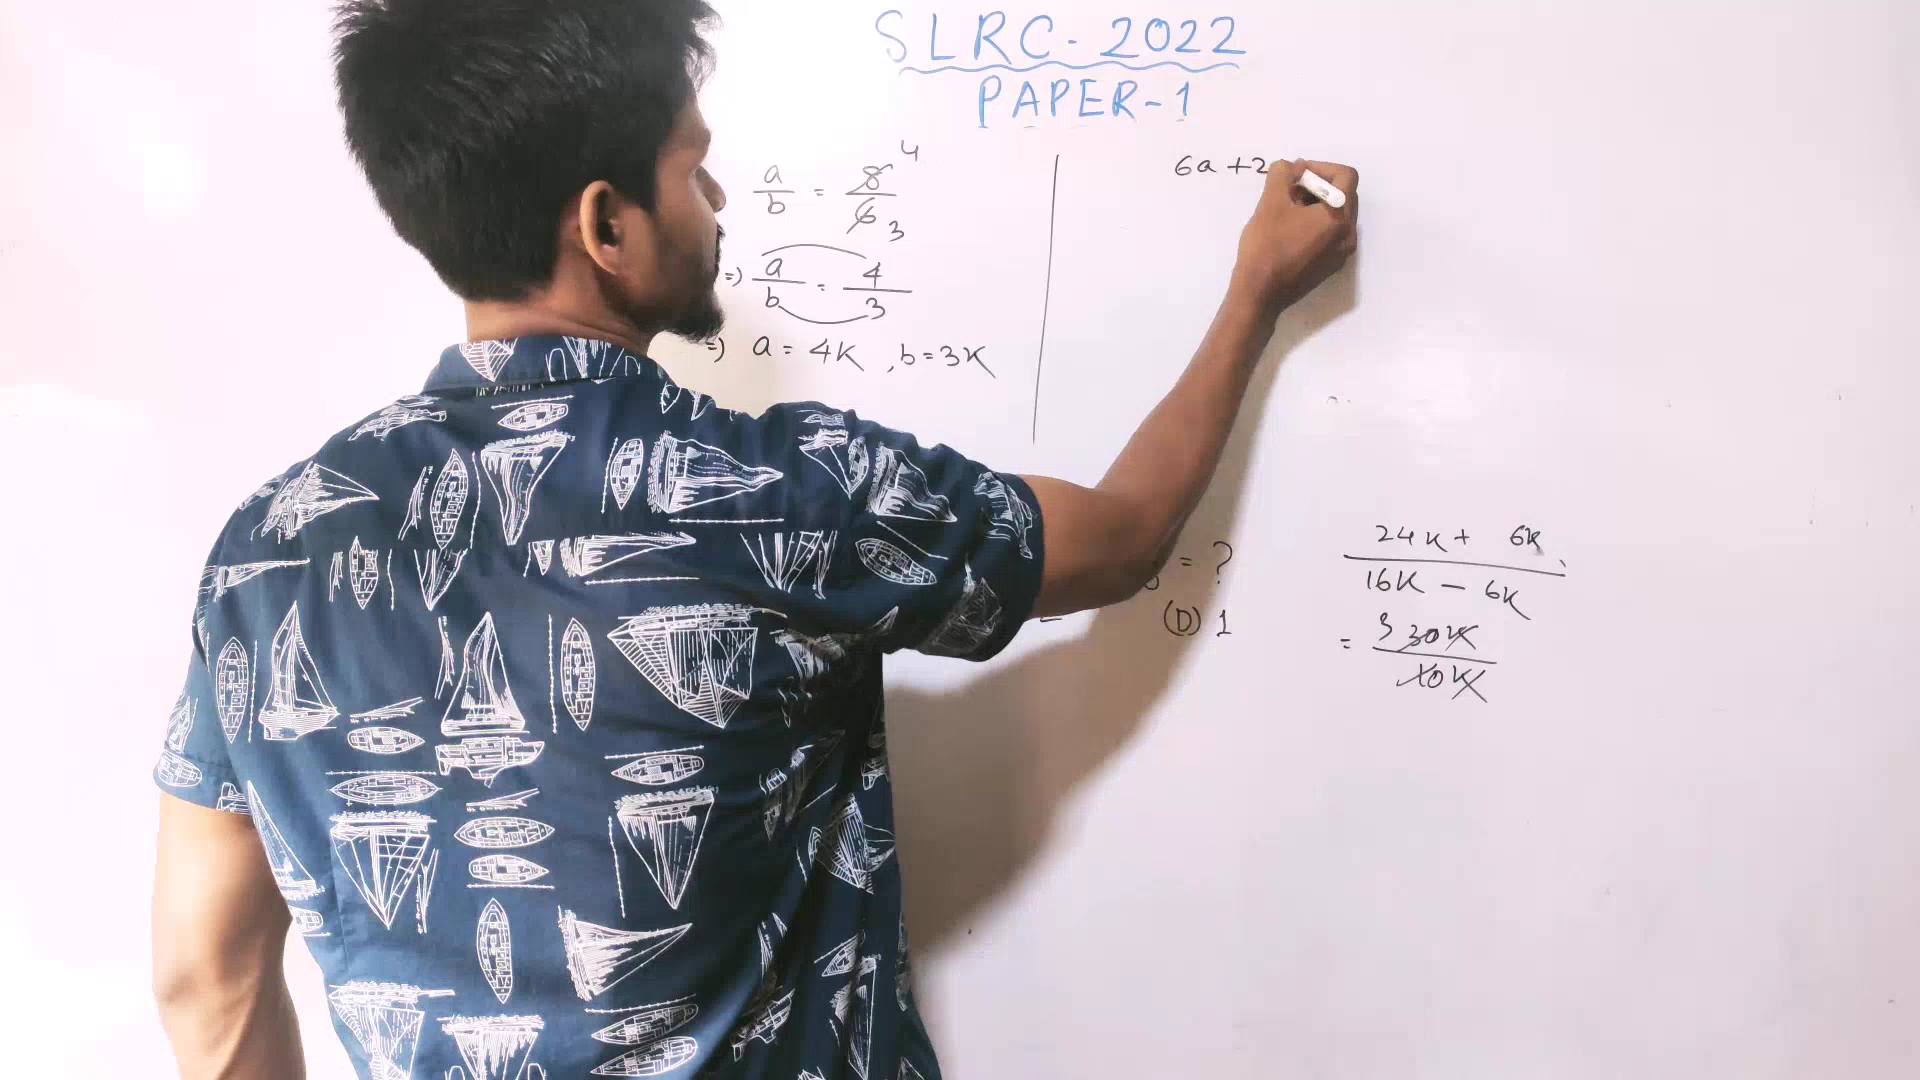 SLRC-2022
PAPER-1
a/b = 8/6 4 3
=) a/b = 4/3
=) a = 4K , b = 3K
6a + 2
= ?
(D) 1
24K + 6K
16K - 6K
= 3 30K
10K